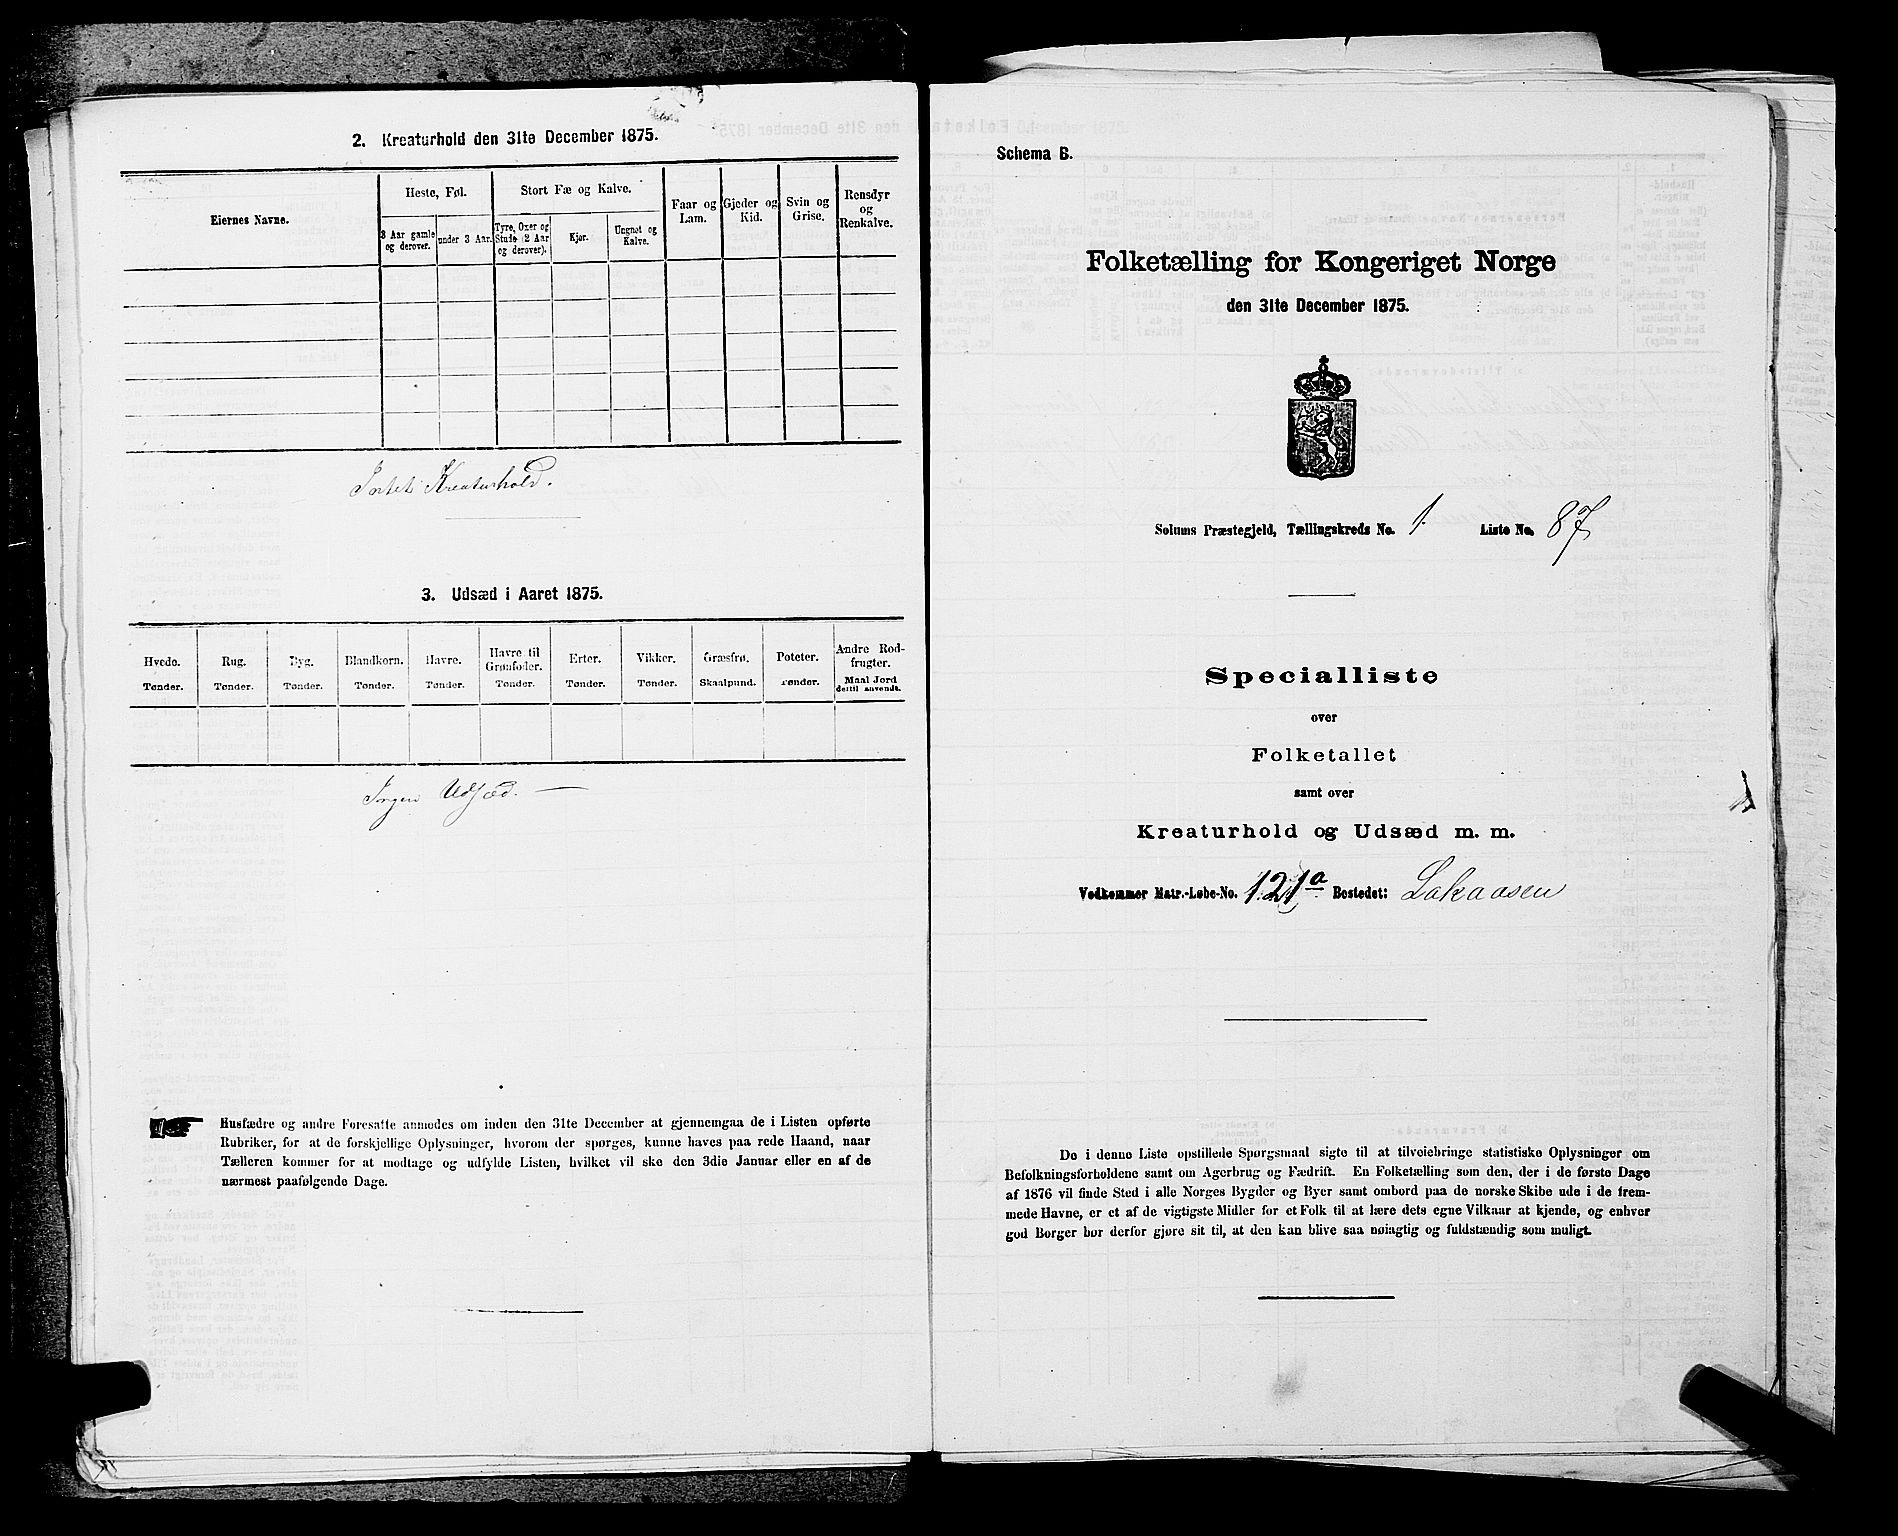 2. Kreaturhold den 31te December 1875.
Eiernes Navne.
Heste, Føl.
3 Aar gamle og derover.
under 3 Aar.
Stort Fæ og Kalve.
Tyre, Oxer og Stude (2 Aar og derover).
Kjør.
Ungnøt og Kalve.
Faar og Lam.
Gjeder og Kid.
Svin og Grise.
Rensdyr og Renkalve.
Intet Kreaturhold.
3. Udsæd i Aaret 1875.
Hvede. Tønder.
Rug. Tønder.
Byg. Tønder.
Blandkorn. Tønder.
Havre. Tønder.
Havre til Grønfoder. Tønder.
Erter. Tønder.
Vikker. Tønder.
Græsfrø. Skaalpund.
Poteter. Tønder.
Andre Rodfrugter. Maal Jord dertil anvendt.
Ingen Udsæd. —
Husfædre og andre Foresatte anmodes om inden den 31te December at gjennemgaa de i Listen opførte
Rubriker, for at de forskjellige Oplysninger, hvorom der spørges, kunne haves paa rede Haand, naar
Tælleren kommer for at modtage og udfylde Listen, hvilket vil ske den 3die Januar eller en af de
nærmest paafølgende Dage.
Schema B.
Folketælling for Kongeriget Norge
den 31te December 1875.
Solums Præstegjeld, Tællingskreds No. 1. Liste No. 87
Specialliste
over
Folketallet
samt over
Kreaturhold og Udsæd m. m.
Vedkommer Matr.-Løbe-No. 121a Bostedet: Lakaasen
De i denne Liste opstillede Spørgsmaal sigte til at tilveiebringe statistiske Oplysninger om
Befolkningsforholdene samt om Agerbrug og Fædrift. En Folketælling som den, der i de første Dage
af 1876 vil finde Sted i alle Norges Bygder og Byer samt ombord paa de norske Skibe ude i de frem-
mede Havne, er et af de vigtigste Midler for et Folk til at lære dets egne Vilkaar at kjende, og enhver
god Borger bør derfor gjøre sit til, at den kan blive saa nøiagtig og fuldstændig som muligt.